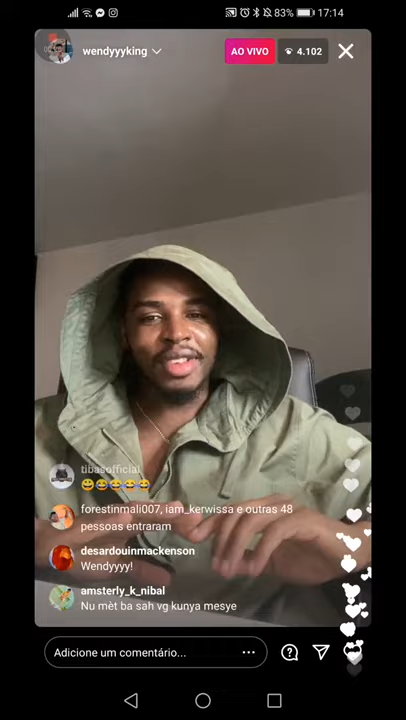 83% 17:14
wendyyyking
AO VIVO
4.102
tibasofficial
😀😂😂😂😂
forestinmali007, iam_kerwissa e outras 48
pessoas entraram
desardouinmackenson
Wendyyyy!
amsterly_k_nibal
Nu mèt ba sah vg kunya mesye
Adicione um comentário...